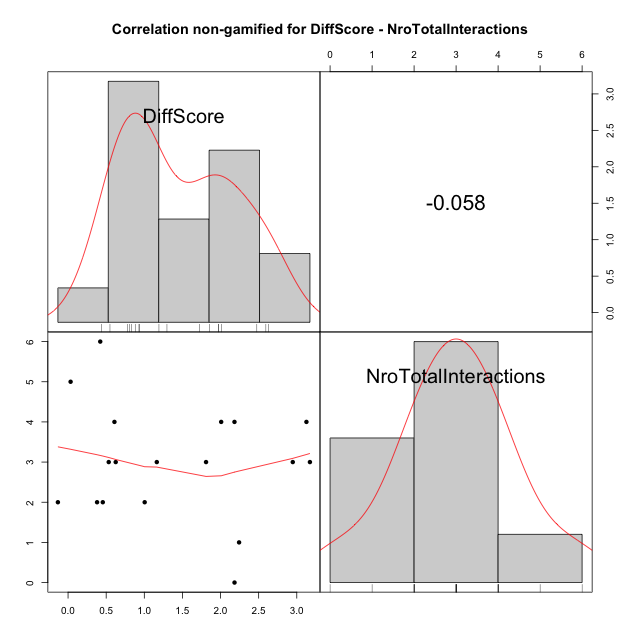 Correlation non-gamified for DiffScore - NroTotalInteractions
0 1 2 3 4 5 6
DiffScore
-0.058
0.0 0.5 1.0 1.5 2.0 2.5 3.0
0 1 2 3 4 5 6
NroTotalInteractions
0.0 0.5 1.0 1.5 2.0 2.5 3.0